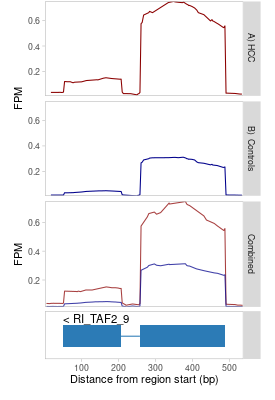 0.6
0.4
0.2
FPM
A) HCC
0.6
0.4
0.2
B) Controls
0.6
0.4
0.2
FPM
Combined
< RI_TAF2_9
100 200 300 400 500
Distance from region start (bp)